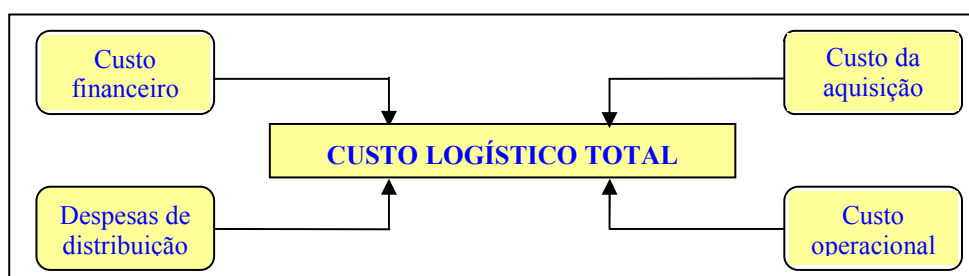 Custo
financeiro
Custo da
aquisição
CUSTO LOGÍSTICO TOTAL
Despesas de
distribuição
Custo
operacional